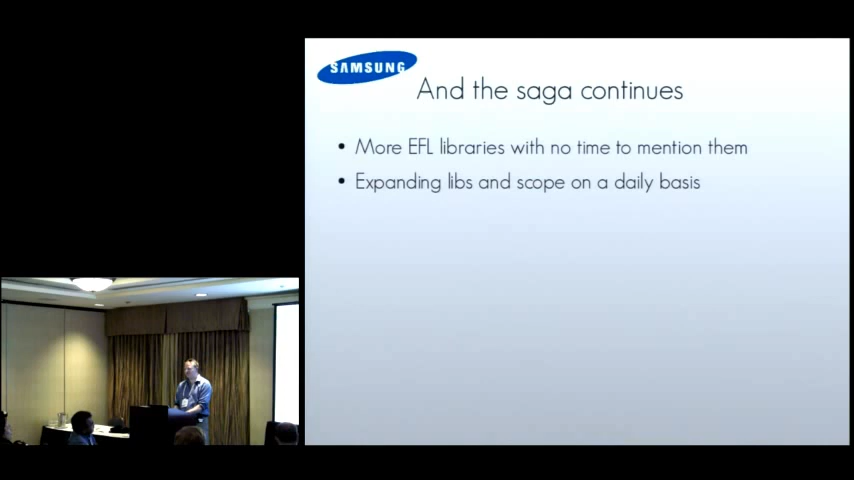 SAMSUNG
And the saga continues
• More EFL libraries with no time to mention them
• Expanding libs and scope on a daily basis